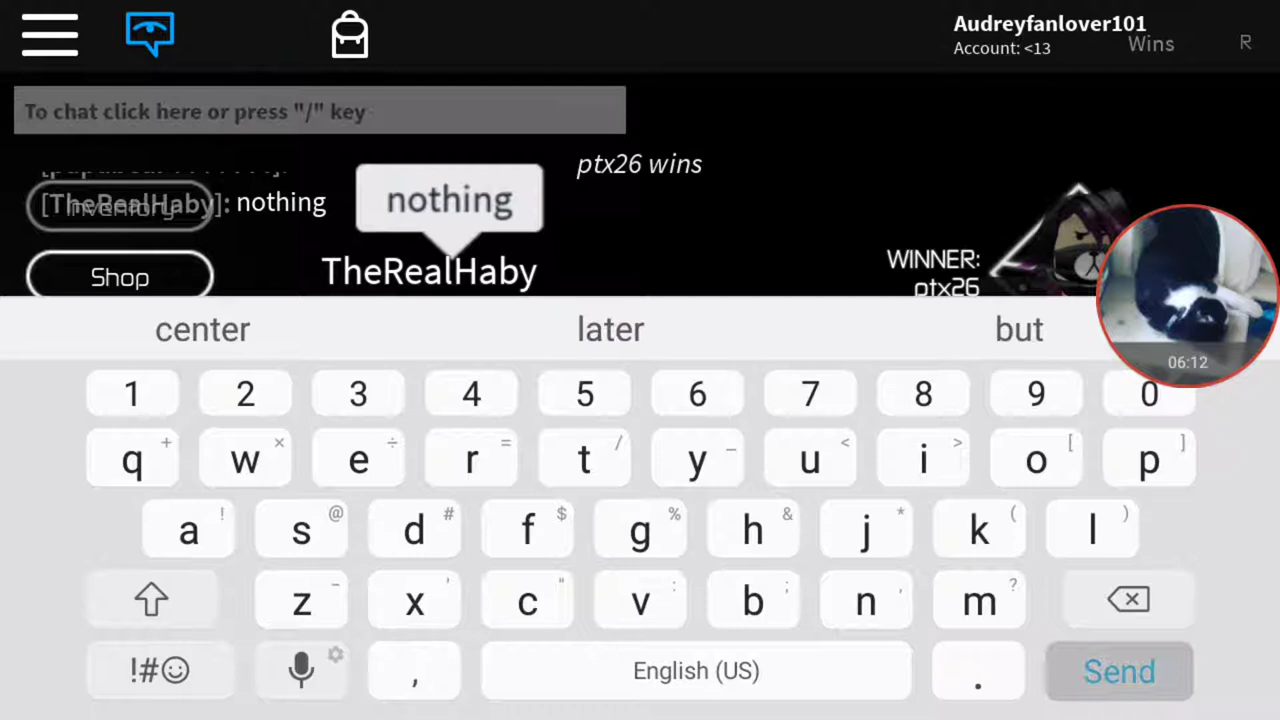 Audreyfanlover101
Account: <13
Wins
R
To chat click here or press "/" key
ptx26 wins
[TheRealHaby]: nothing
Inventory
nothing
Shop
TheRealHaby
WINNER:
ptx26
center later but
06:12
1 2 3 4 5 6 7 8 9 0
q + w × e ÷ r = t / y _ u < i > o [ p ]
a ! s @ d # f $ g % h & j * k ( l )
z - x ' c " v : b ; n , m ?
!#☺ , English (US) . Send